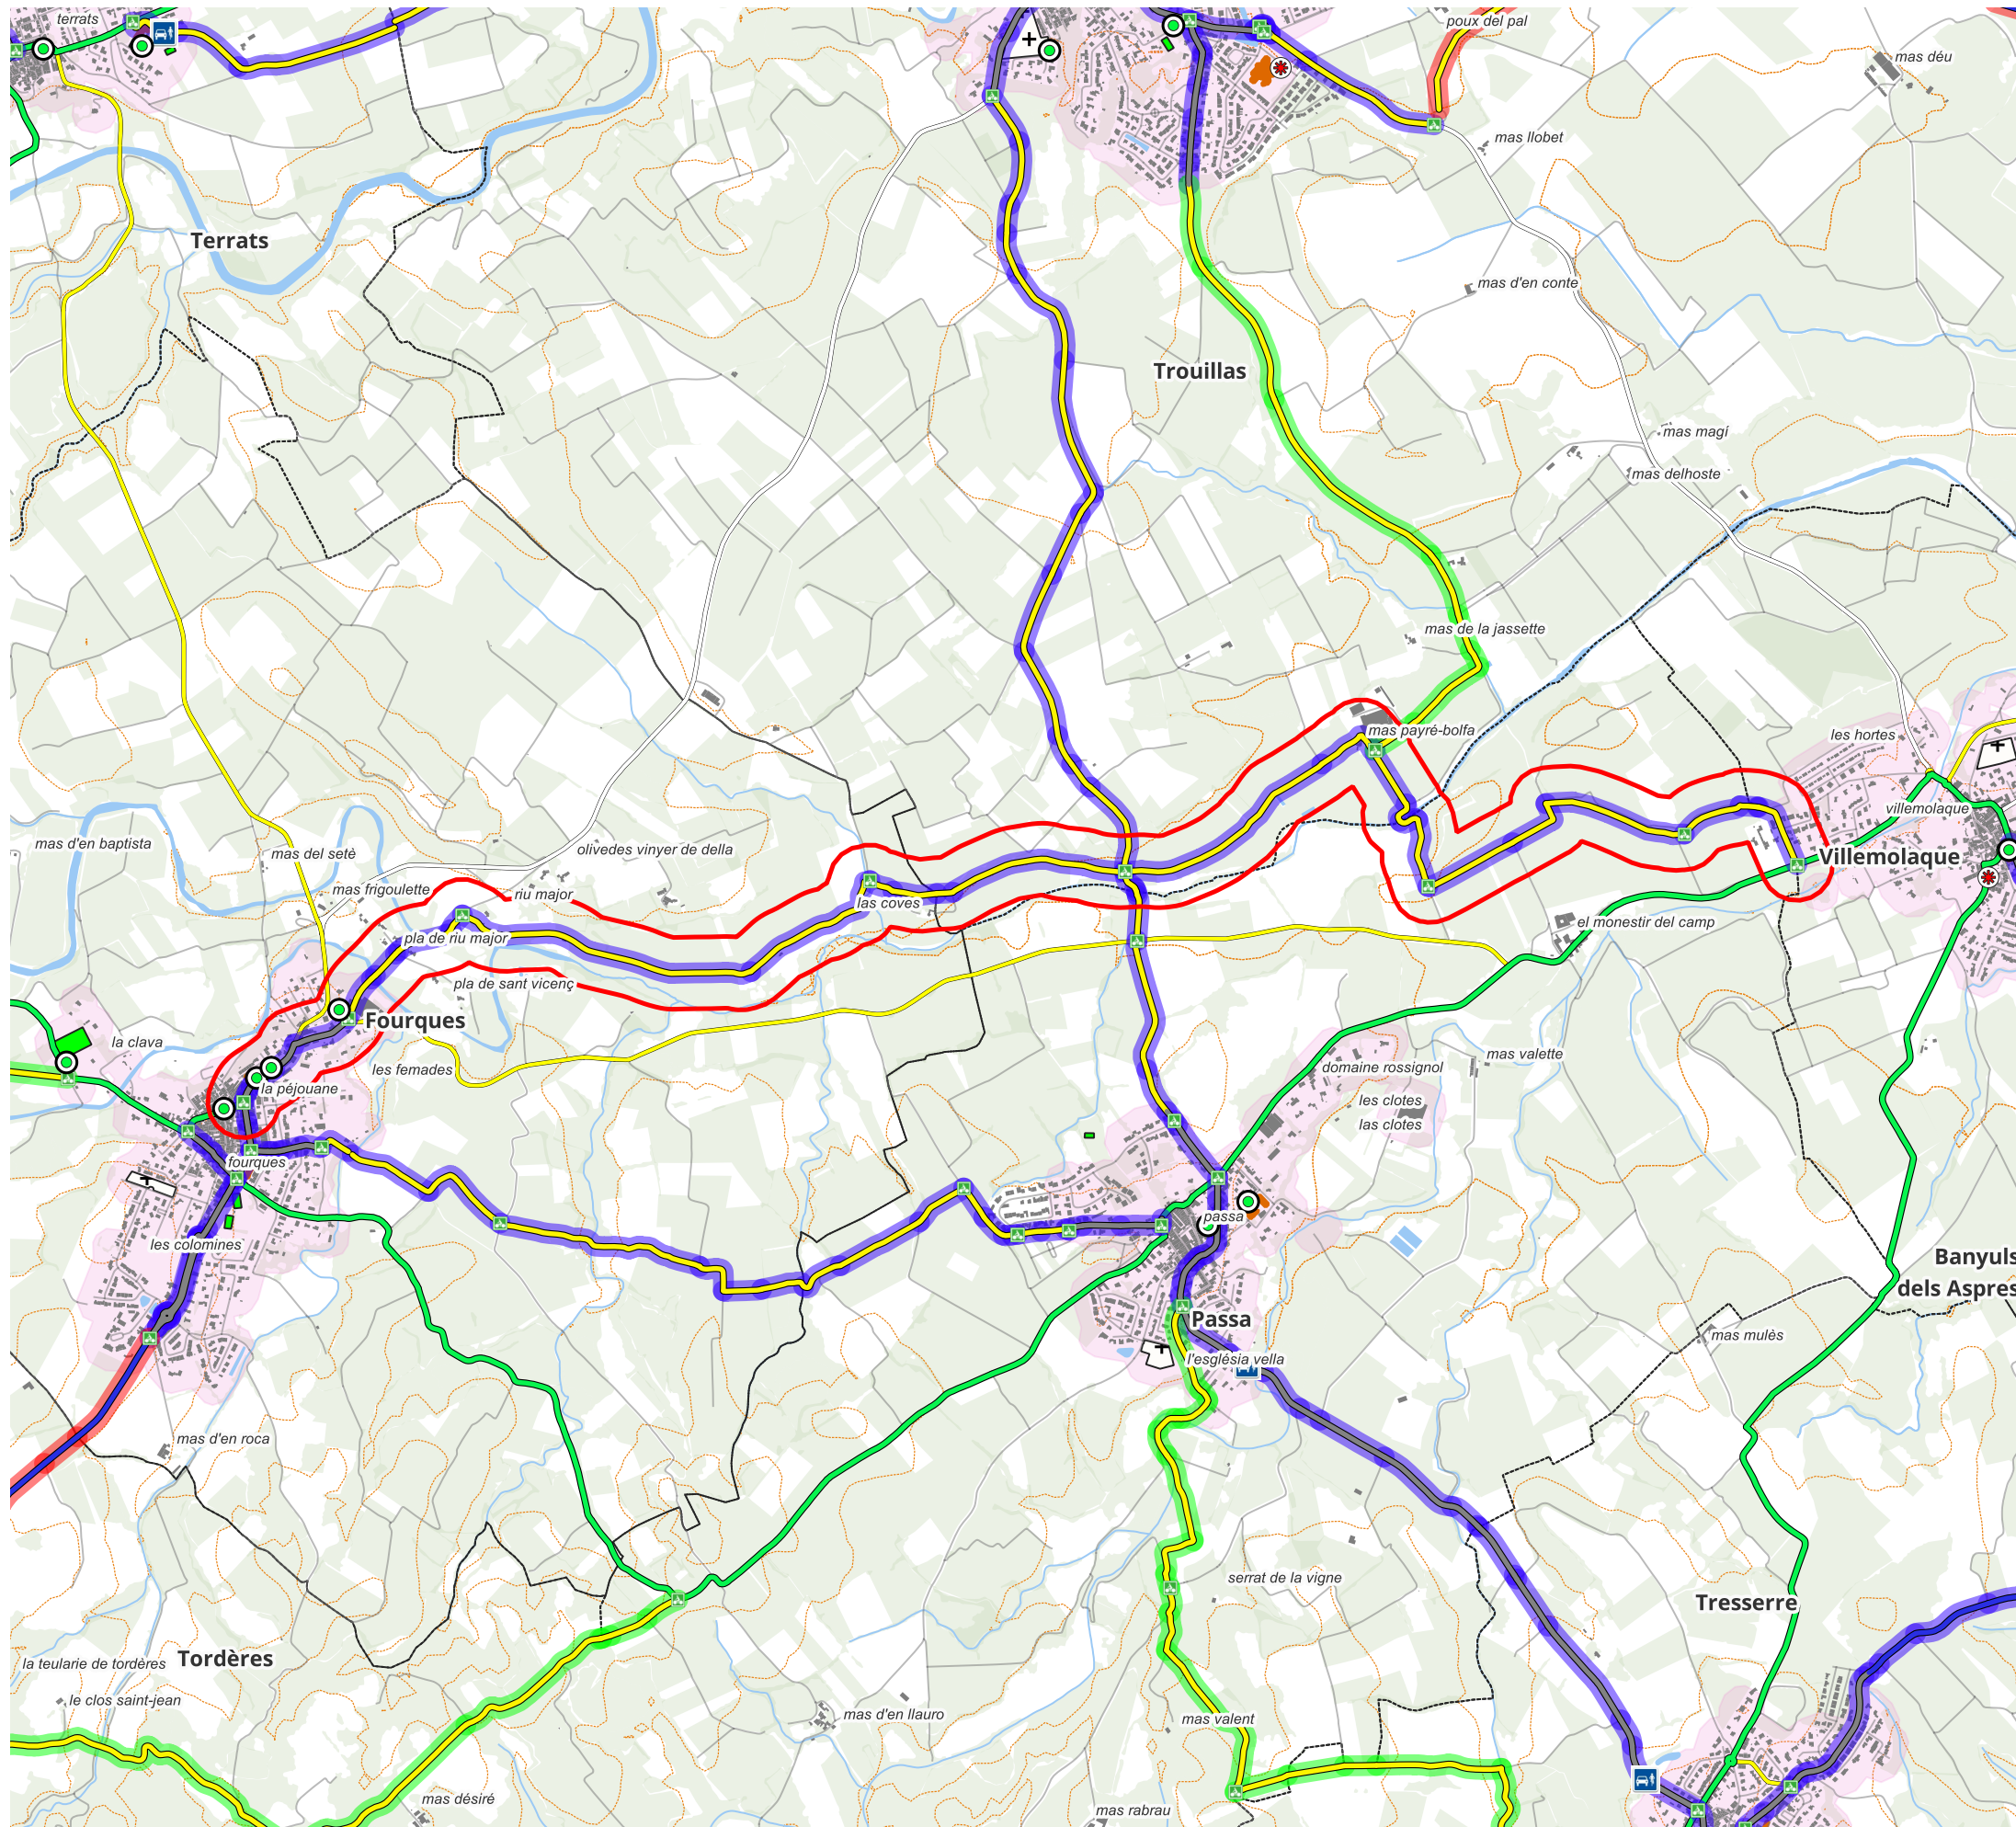 terrats
poux del pal
mas déu
mas llobet
Terrats
mas d'en conte
Trouillas
mas magí
mas delhoste
mas de la jassette
mas payré-bolfa
les hortes
villemolaque
mas d'en baptista
mas del setè
olivedes vinyer de della
Villemolaque
mas frigoulette
riu major
las coves
el monestir del camp
pla de riu major
pla de sant vicenç
Fourques
la clava
les femades
mas valette
domaine rossignol
la péjouane
les clotes
las clotes
fourques
passa
les colomines
Banyuls
dels Aspres
Passa
mas mulès
l'església vella
mas d'en roca
serrat de la vigne
Tresserre
Tordères
la teularie de tordères
le clos saint-jean
mas d'en llauro
mas valent
mas désiré
mas rabrau